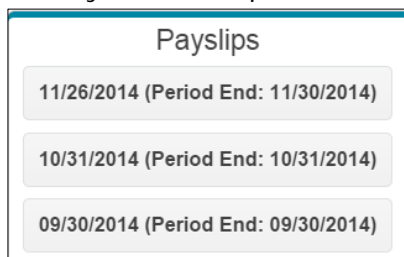 Payslips
11/26/2014 (Period End: 11/30/2014)
10/31/2014 (Period End: 10/31/2014)
09/30/2014 (Period End: 09/30/2014)